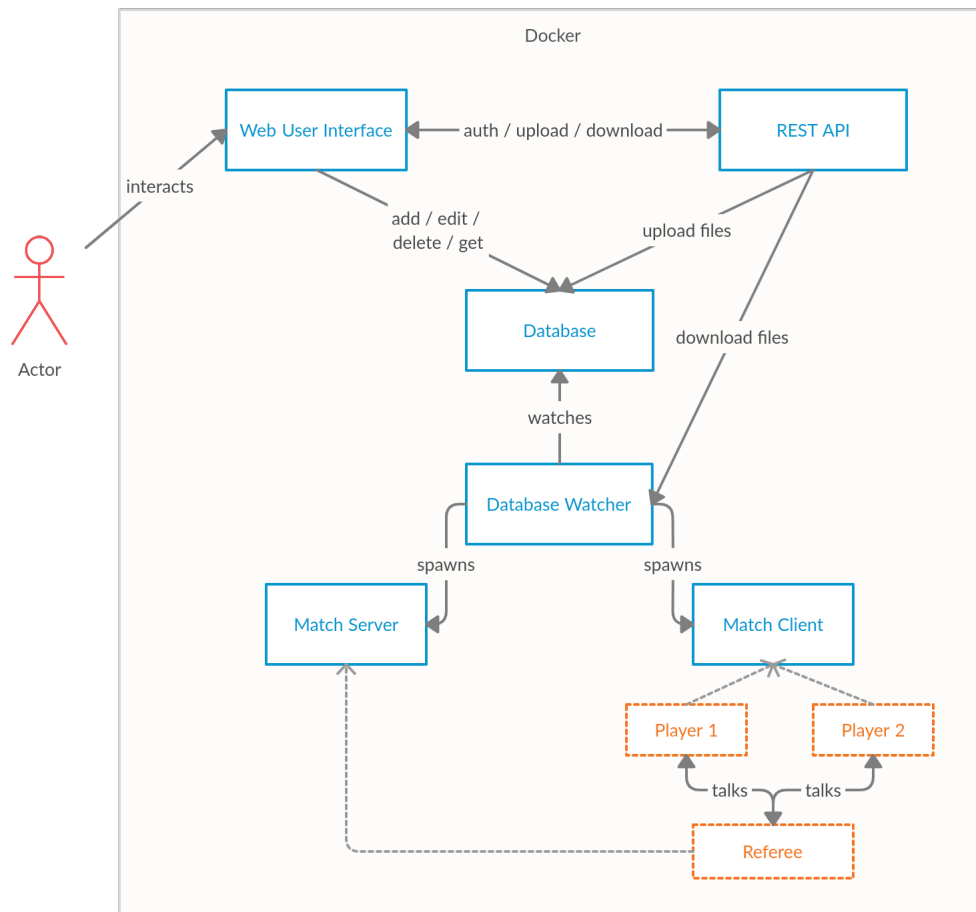 Docker
Web User Interface
auth / upload / download
REST API
interacts
add / edit /
delete / get
upload files
Database
download files
Actor
watches
Database Watcher
spawns
spawns
Match Server
Match Client
Player 1
Player 2
talks
talks
Referee